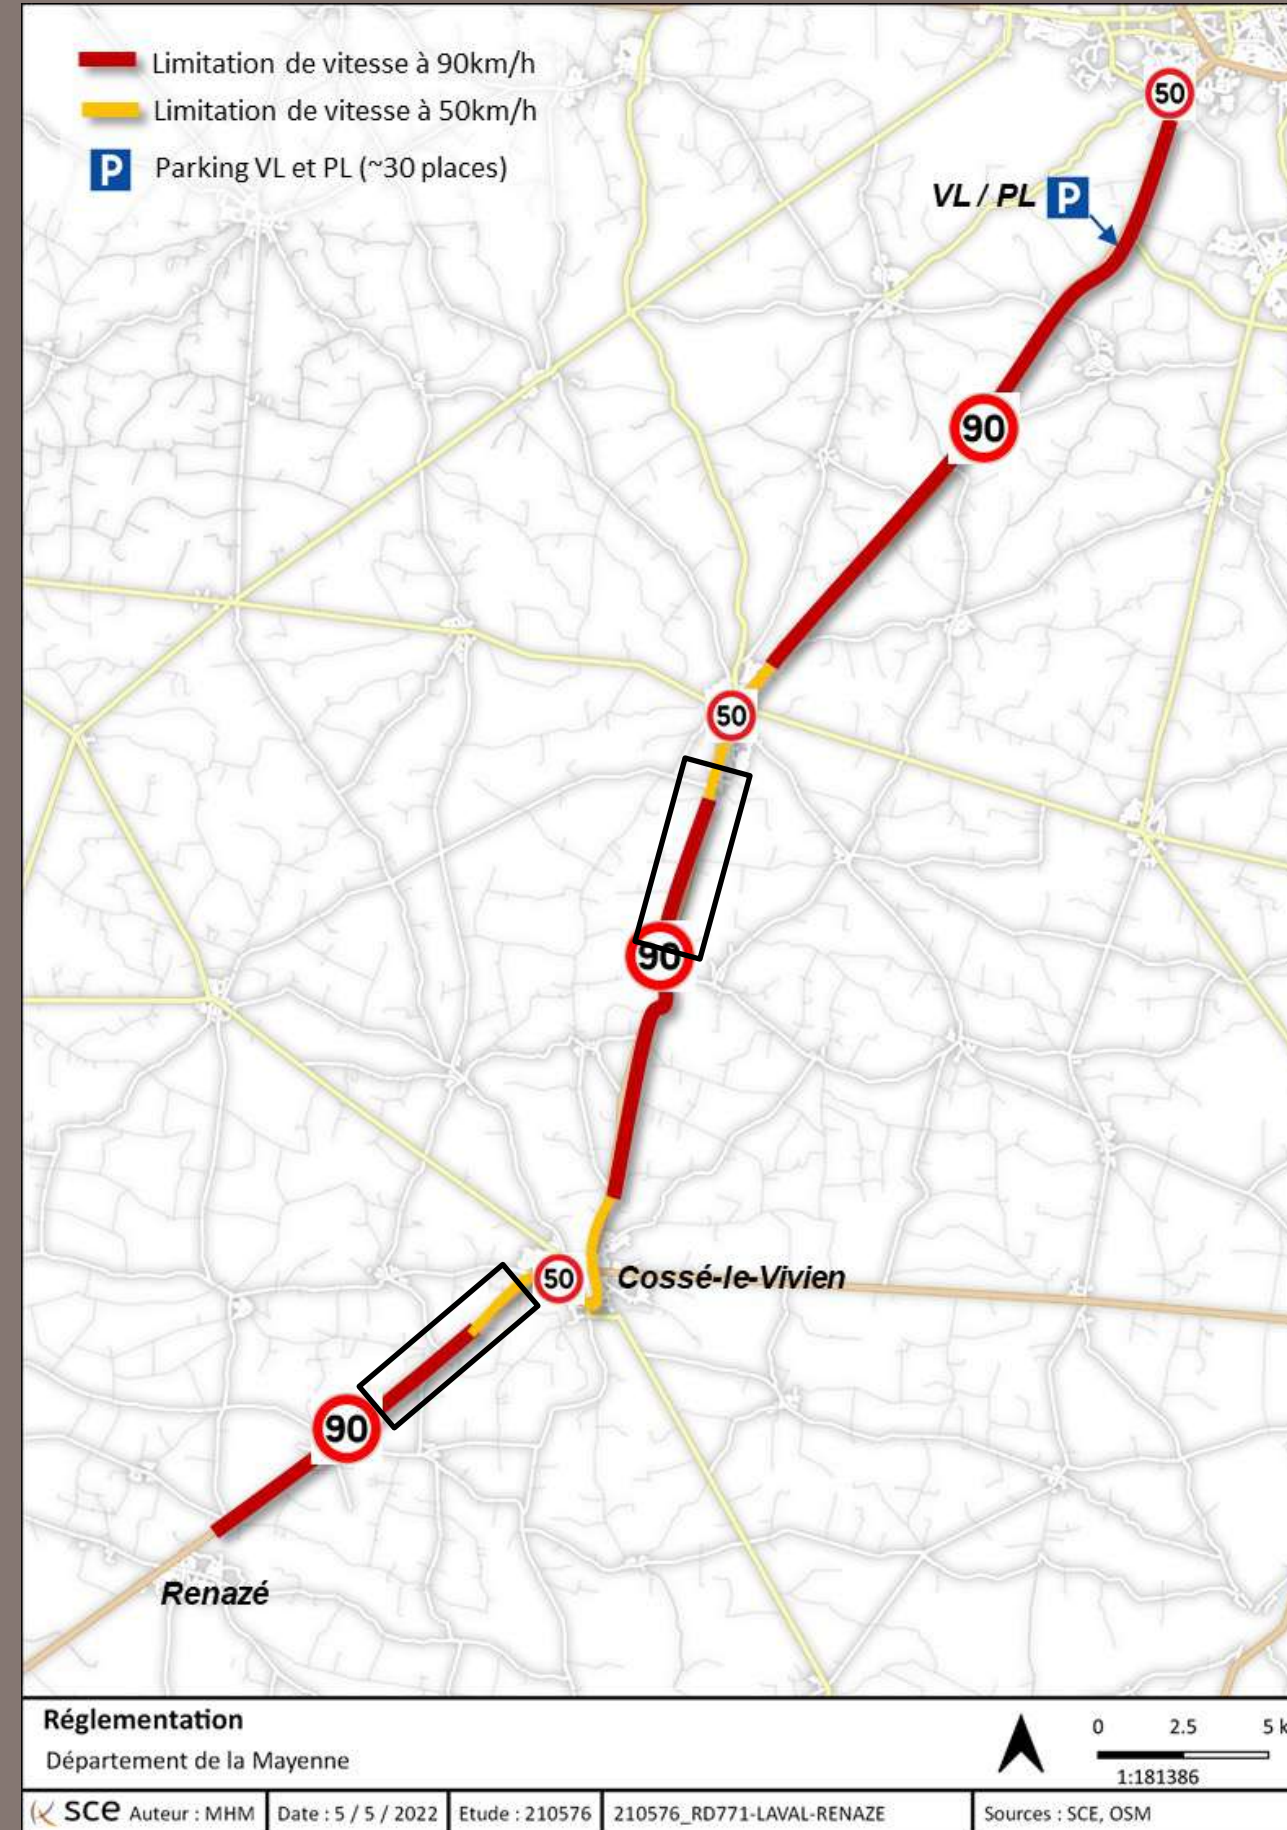 Limitation de vitesse à 90km/h
Limitation de vitesse à 50km/h
P Parking VL et PL (~30 places)
50
VL / PL P
90
50
90
50 Cossé-le-Vivien
90
Renazé
Réglementation
Département de la Mayenne
0 2.5 5 k
1:181386
sce Auteur : MHM Date : 5 / 5 / 2022 Etude : 210576 210576_RD771-LAVAL-RENAZE Sources : SCE, OSM